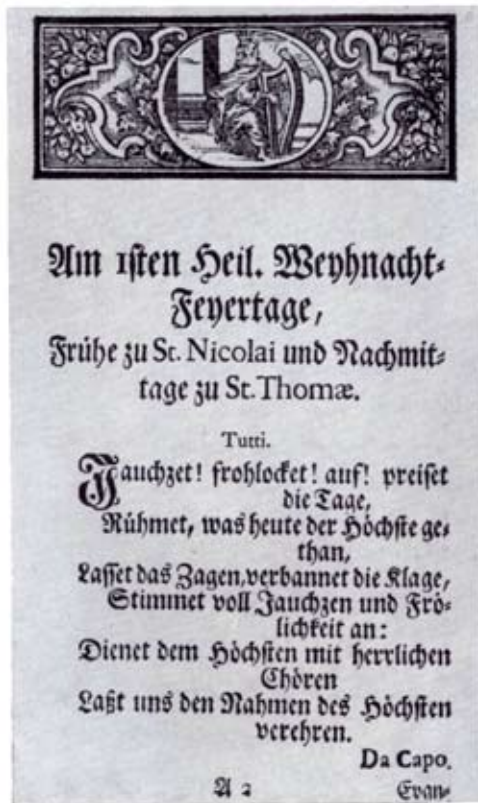 Am 1sten Heil. Weyhnacht-
Feyertage,
Frühe zu St. Nicolai und Nachmit-
tage zu St. Thomæ.
Tutti.
Jauchzet! frohlocket! auf! preiset
die Tage,
Rühmet, was heute der Höchste ge-
than,
Lasset das Zagen, verbannet die Klage,
Stimmet voll Jauchzen und Frö-
lichkeit an:
Dienet dem Höchsten mit herrlichen
Chören
Laßt uns den Nahmen des Höchsten
verehren.
Da Capo.
A 2 Evan-